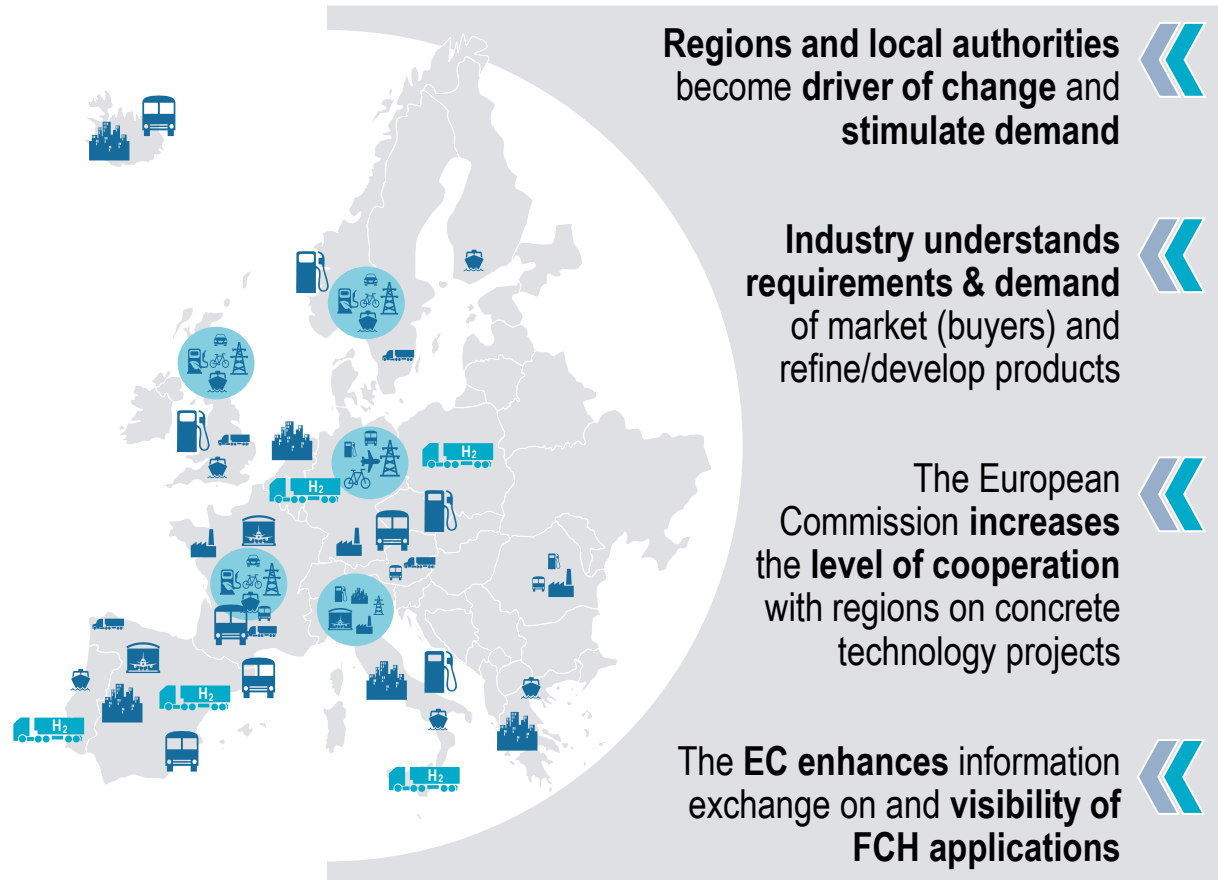 Regions and local authorities
become driver of change and
stimulate demand
Industry understands
requirements & demand
of market (buyers) and
refine/develop products
The European
Commission increases
the level of cooperation
with regions on concrete
technology projects
The EC enhances information
exchange on and visibility of
FCH applications
H2
H2
H2
H2
H2